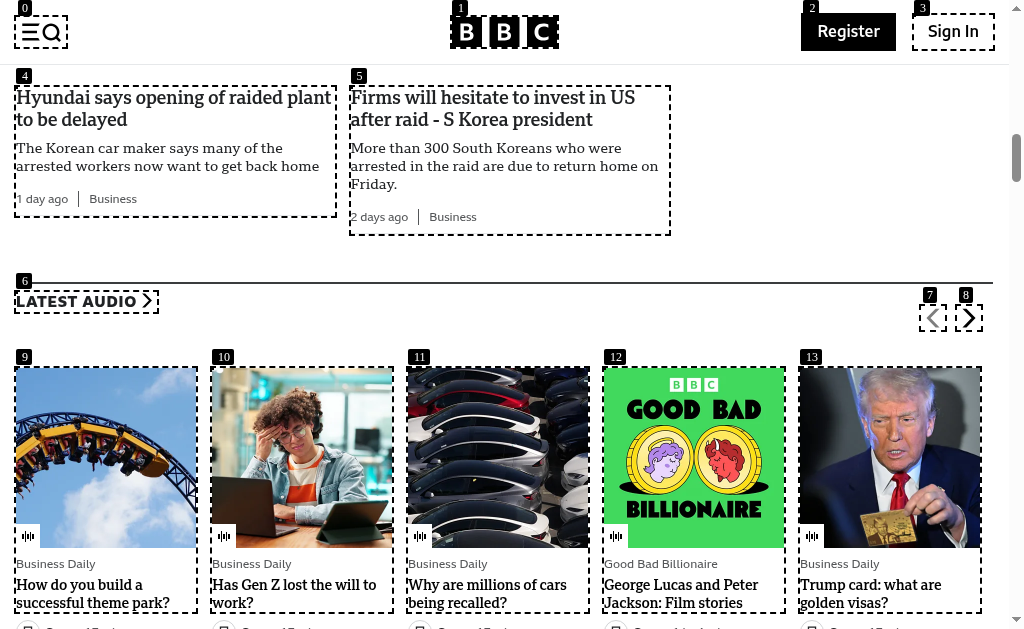 0
1
2
3
BBC
Register
Sign In
4
5
Hyundai says opening of raided plant
to be delayed
The Korean car maker says many of the
arrested workers now want to get back home
1 day ago
Business
Firms will hesitate to invest in US
after raid - S Korea president
More than 300 South Koreans who were
arrested in the raid are due to return home on
Friday.
2 days ago
Business
6
LATEST AUDIO
7
8
9
10
11
12
13
BBC
GOOD BAD
BILLIONAIRE
Business Daily
How do you build a
successful theme park?
Business Daily
Has Gen Z lost the will to
work?
Business Daily
Why are millions of cars
being recalled?
Good Bad Billionaire
George Lucas and Peter
Jackson: Film stories
Business Daily
Trump card: what are
golden visas?